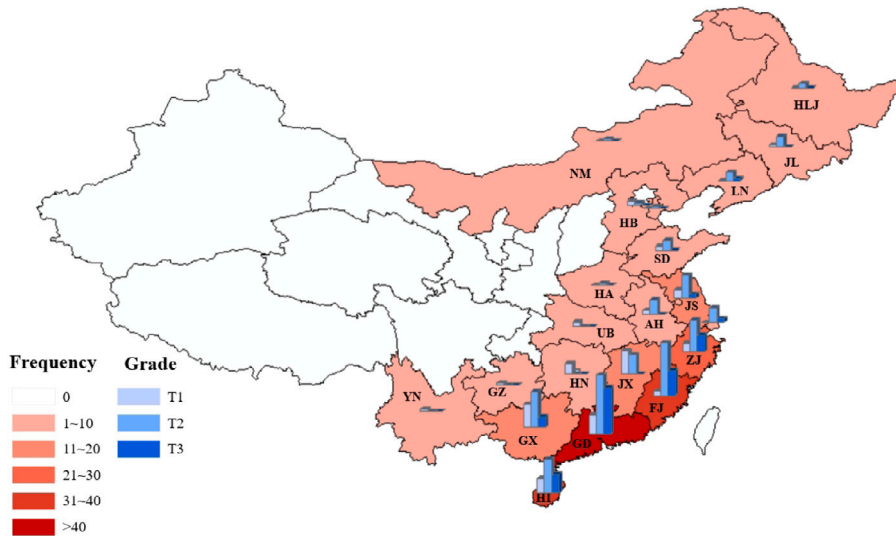 HLJ
JL
NM
LN
HB
SD
HA
JS
UB
AH
ZJ
Frequency Grade
0 T1
1~10 T2
11~20 T3
21~30
31~40
>40
YN
GZ
HN
JX
FJ
GX
GD
HI